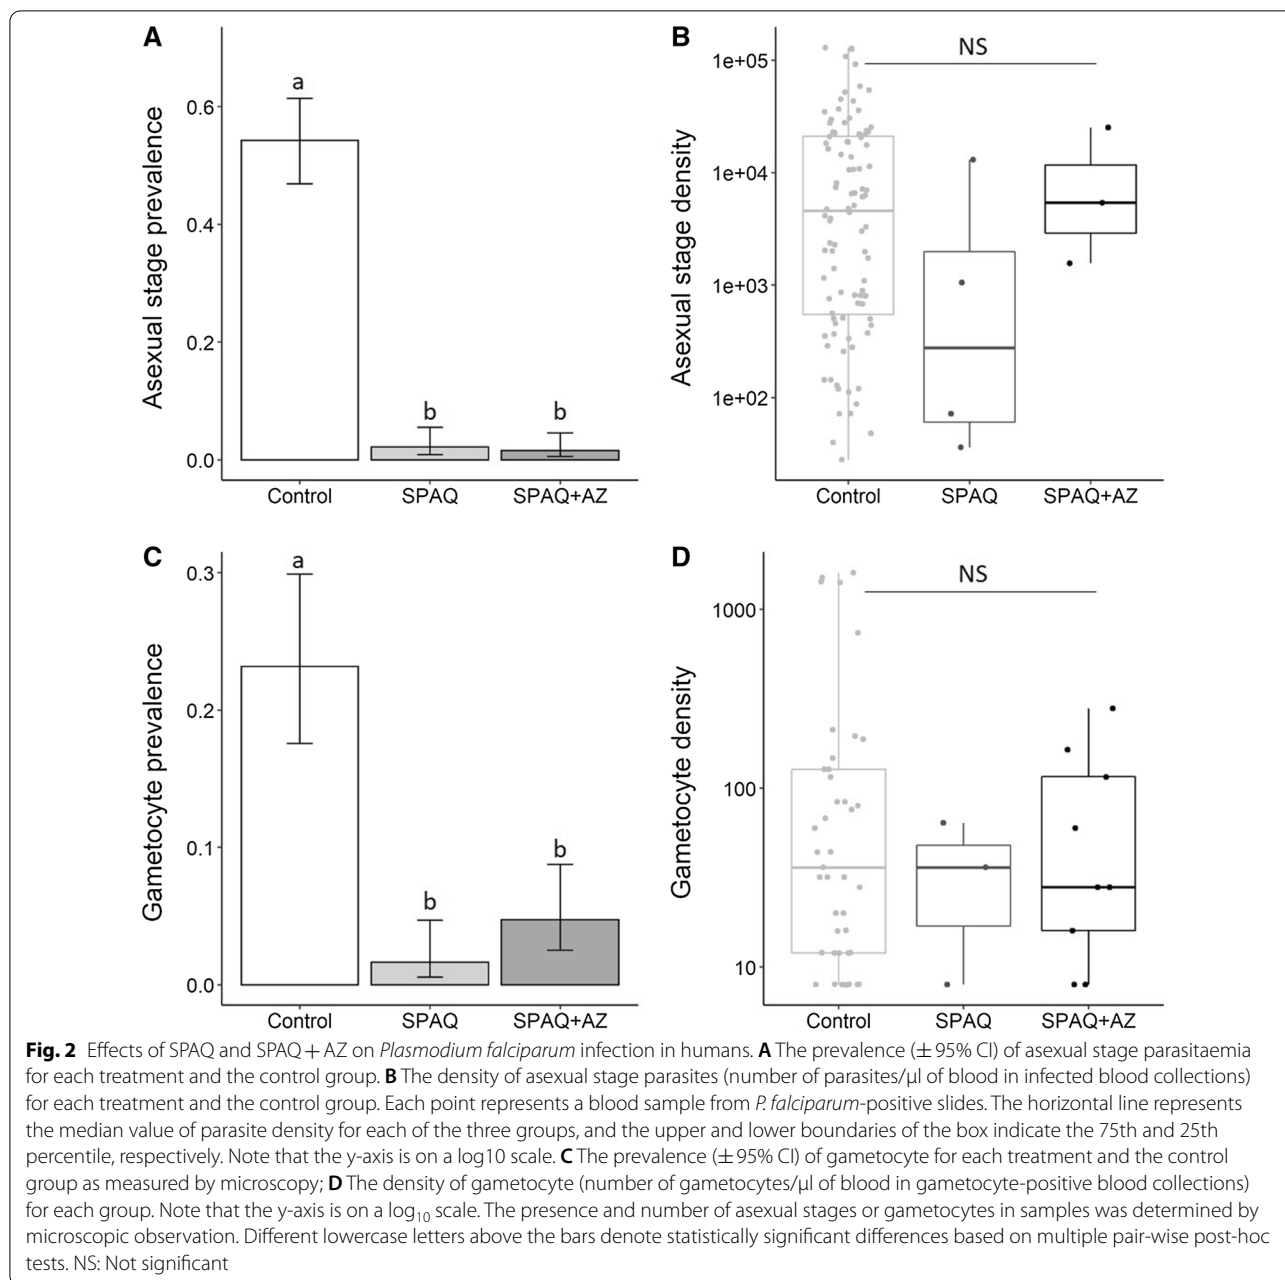 A
Asexual stage prevalence
0.6
0.4
0.2
0.0
a
b
b
Control SPAQ SPAQ+AZ
B
Asexual stage density
1e+05
1e+04
1e+03
1e+02
NS
Control SPAQ SPAQ+AZ
C
Gametocyte prevalence
0.3
0.2
0.1
0.0
a
b
b
Control SPAQ SPAQ+AZ
D
Gametocyte density
1000
100
10
NS
Control SPAQ SPAQ+AZ
Fig. 2 Effects of SPAQ and SPAQ + AZ on Plasmodium falciparum infection in humans. A The prevalence (± 95% CI) of asexual stage parasitaemia
for each treatment and the control group. B The density of asexual stage parasites (number of parasites/µl of blood in infected blood collections)
for each treatment and the control group. Each point represents a blood sample from P. falciparum-positive slides. The horizontal line represents
the median value of parasite density for each of the three groups, and the upper and lower boundaries of the box indicate the 75th and 25th
percentile, respectively. Note that the y-axis is on a log10 scale. C The prevalence (± 95% CI) of gametocyte for each treatment and the control
group as measured by microscopy; D The density of gametocyte (number of gametocytes/µl of blood in gametocyte-positive blood collections)
for each group. Note that the y-axis is on a log₁₀ scale. The presence and number of asexual stages or gametocytes in samples was determined by
microscopic observation. Different lowercase letters above the bars denote statistically significant differences based on multiple pair-wise post-hoc
tests. NS: Not significant